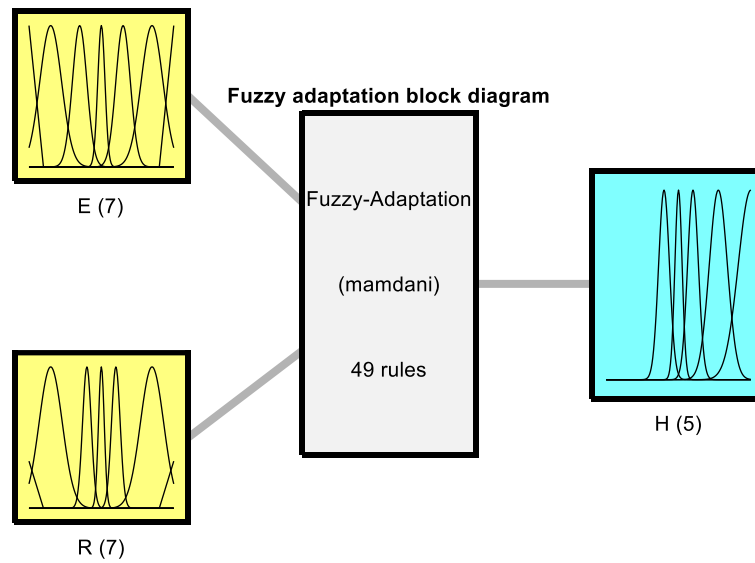 Fuzzy adaptation block diagram
E (7)
Fuzzy-Adaptation
(mamdani)
49 rules
H (5)
R (7)